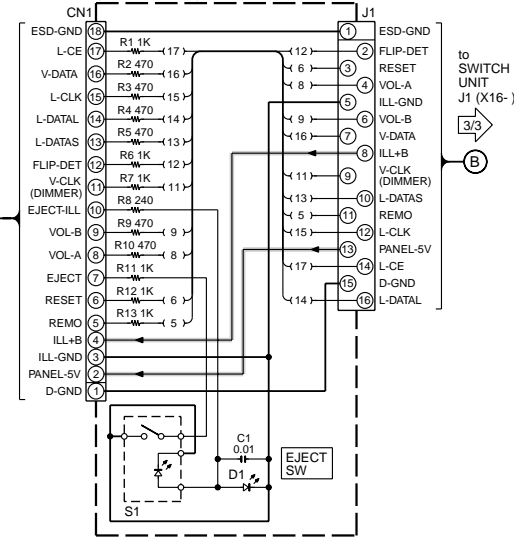 CN1
J1
ESD-GND 18
L-CE 17 R1 1K 17
V-DATA 16 R2 470 16
L-CLK 15 R3 470 15
L-DATAL 14 R4 470 14
L-DATAS 13 R5 470 13
FLIP-DET 12 R6 1K 12
V-CLK (DIMMER) 11 R7 1K 11
EJECT-ILL 10 R8 240
VOL-B 9 R9 470 9
VOL-A 8 R10 470 8
EJECT 7 R11 1K
RESET 6 R12 1K 6
REMO 5 R13 1K 5
ILL+B 4
ILL-GND 3
PANEL-5V 2
D-GND 1
1 ESD-GND
12 2 FLIP-DET
6 3 RESET
8 4 VOL-A
5 ILL-GND
9 6 VOL-B
16 7 V-DATA
8 ILL+B
11 9 V-CLK (DIMMER)
13 10 L-DATAS
5 11 REMO
15 12 L-CLK
13 PANEL-5V
17 14 L-CE
15 D-GND
14 16 L-DATAL
to
SWITCH
UNIT
J1 (X16- )
3/3
B
C1
0.01
D1
EJECT
SW
S1